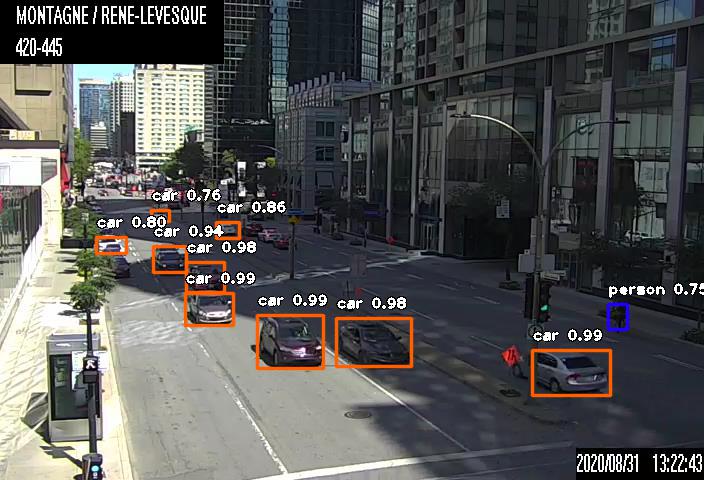 MONTAGNE / RENE-LEVESQUE
420-445
car 0.76
car 0.86
car 0.80
car 0.94
car 0.98
car 0.99
car 0.99
car 0.98
person 0.75
car 0.99
2020/08/31 13:22:43